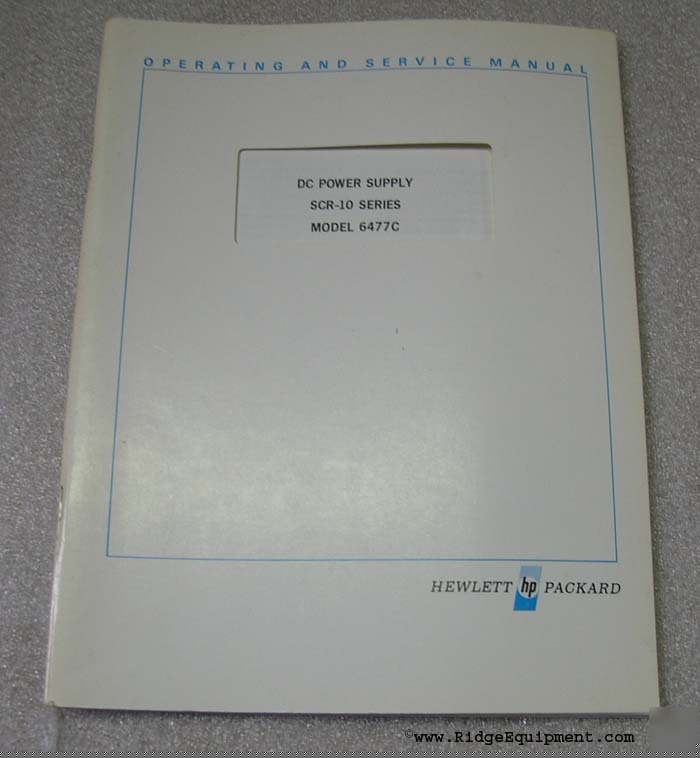 OPERATING AND SERVICE MANUAL
DC POWER SUPPLY
SCR-10 SERIES
MODEL 6477C
HEWLETT hp PACKARD
©www.RidgeEquipment.com